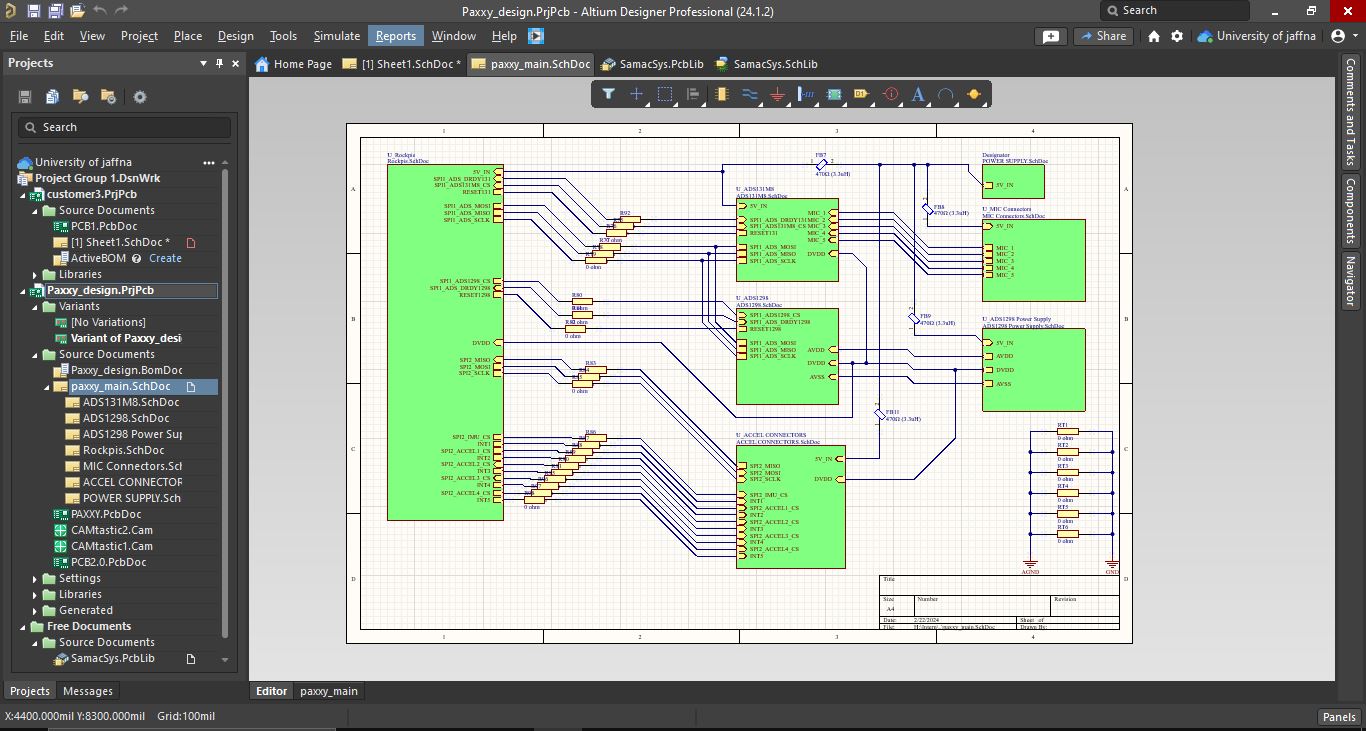 Paxxy_design.PrjPcb - Altium Designer Professional (24.1.2)
Search
File Edit View Project Place Design Tools Simulate Reports Window Help
Share
University of jaffna
Projects
Home Page
[1] Sheet1.SchDoc *
paxxy_main.SchDoc
SamacSys.PcbLib
SamacSys.SchLib
Search
University of jaffna
Project Group 1.DsnWrk
customer3.PrjPcb
Source Documents
PCB1.PcbDoc
[1] Sheet1.SchDoc *
ActiveBOM Create
Libraries
Paxxy_design.PrjPcb
Variants
[No Variations]
Variant of Paxxy_desi
Source Documents
Paxxy_design.BomDoc
paxxy_main.SchDoc
ADS131M8.SchDoc
ADS1298.SchDoc
ADS1298 Power Sup
Rockpis.SchDoc
MIC Connectors.Scl
ACCEL CONNECTOR
POWER SUPPLY.Sch
PAXXY.PcbDoc
CAMtastic2.Cam
CAMtastic1.Cam
PCB2.0.PcbDoc
Settings
Libraries
Generated
Free Documents
Source Documents
SamacSys.PcbLib
Projects Messages
1 2 3 4
A
B
C
D
U_Rockpis
Rockpis.SchDoc
5V_IN
SPI1_ADS_DRDY131
SPI1_ADS131M8_CS
RESET131
SPI1_ADS_MOSI
SPI1_ADS_MISO
SPI1_ADS_SCLK
SPI1_ADS1298_CS
SPI1_ADS_DRDY1298
RESET1298
DVDD
SPI2_MISO
SPI2_MOSI
SPI2_SCLK
SPI2_IMU_CS
INT1
SPI2_ACCEL1_CS
INT2
SPI2_ACCEL2_CS
INT3
SPI2_ACCEL3_CS
INT4
SPI2_ACCEL4_CS
INT5
R92
0 ohm
R80
0 ohm
R83
0 ohm
R86
0 ohm
FB7
1 2
470Ω (3.3uH)
U_ADS131M8
ADS131M8.SchDoc
5V_IN
SPI1_ADS_DRDY131
SPI1_ADS131M8_CS
RESET131
SPI1_ADS_MOSI
SPI1_ADS_MISO
SPI1_ADS_SCLK
MIC_1
MIC_2
MIC_3
MIC_4
MIC_5
DVDD
U_ADS1298
ADS1298.SchDoc
SPI1_ADS1298_CS
SPI1_ADS_DRDY1298
RESET1298
SPI1_ADS_MOSI
SPI1_ADS_MISO
SPI1_ADS_SCLK
AVDD
DVDD
AVSS
U_ACCEL CONNECTORS
ACCEL CONNECTORS.SchDoc
SPI2_MISO
SPI2_MOSI
SPI2_SCLK
SPI2_IMU_CS
INT1
SPI2_ACCEL1_CS
INT2
SPI2_ACCEL2_CS
INT3
SPI2_ACCEL3_CS
INT4
SPI2_ACCEL4_CS
INT5
5V_IN
DVDD
Designator
POWER SUPPLY.SchDoc
5V_IN
FB8
470Ω (3.3uH)
U_MIC Connectors
MIC Connectors.SchDoc
5V_IN
MIC_1
MIC_2
MIC_3
MIC_4
MIC_5
FB9
470Ω (3.3uH)
U_ADS1298 Power Supply
ADS1298 Power Supply.SchDoc
5V_IN
AVDD
DVDD
AVSS
FB11
470Ω (3.3uH)
RT1
0 ohm
RT2
0 ohm
RT3
0 ohm
RT4
0 ohm
RT5
0 ohm
RT6
0 ohm
AGND GND
Title
Size Number Revision
A4
Date: 2/22/2024 Sheet of
File: Drawn By:
1 2 3 4
Comments and Tasks
Components
Navigator
Editor paxxy_main
X:4400.000mil Y:8300.000mil Grid:100mil
Panels